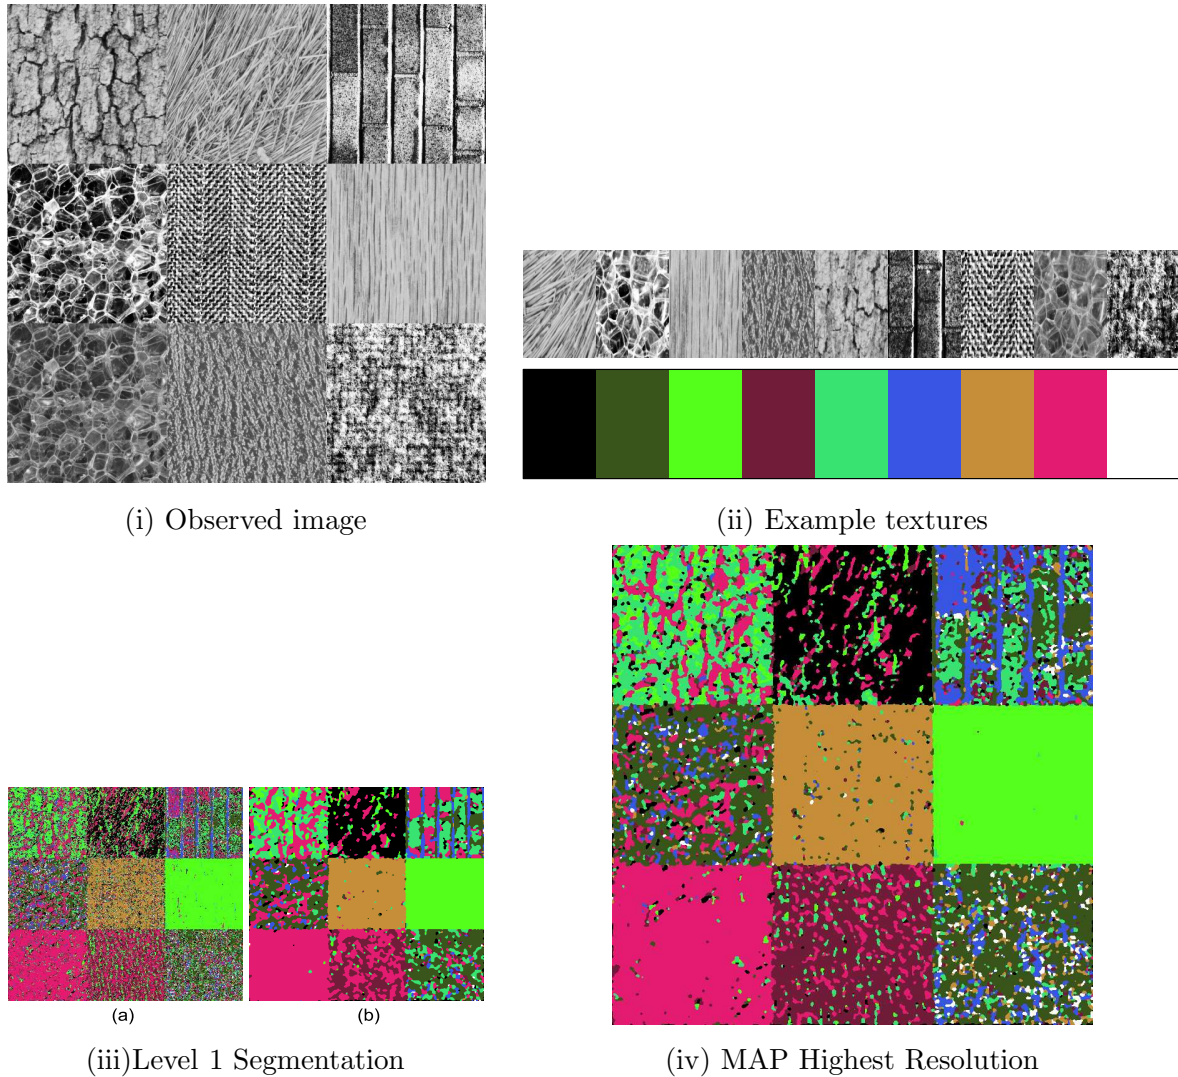 (i) Observed image
(ii) Example textures
(a)
(b)
(iii)Level 1 Segmentation
(iv) MAP Highest Resolution